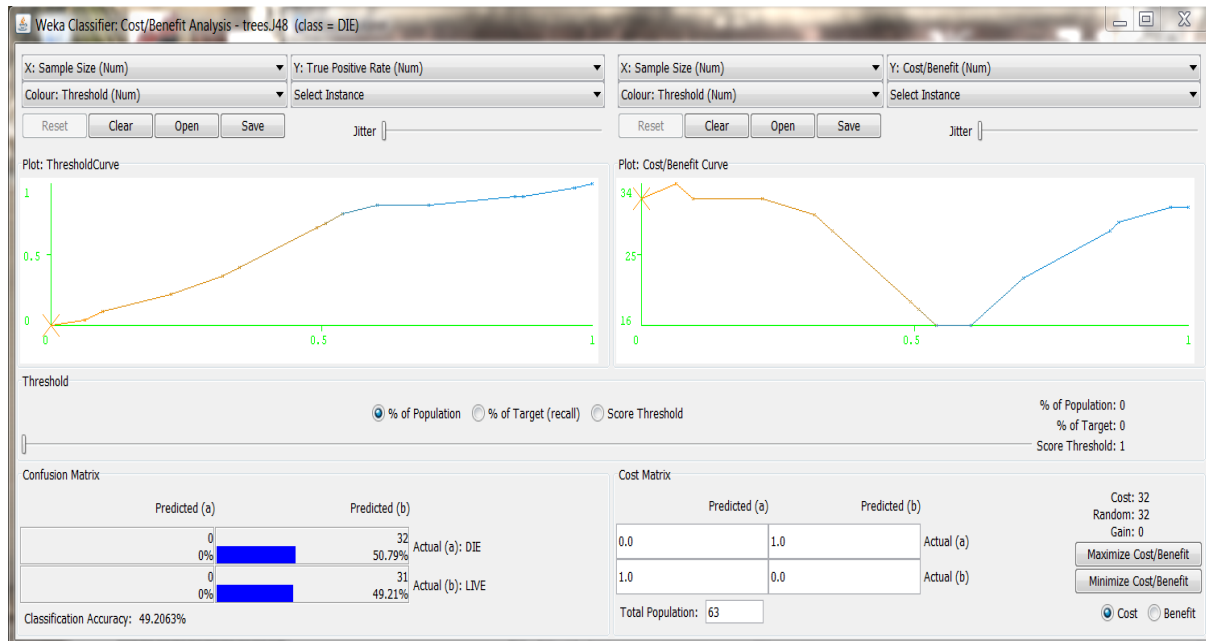 Weka Classifier: Cost/Benefit Analysis - trees.J48 (class = DIE)
X: Sample Size (Num) Y: True Positive Rate (Num) X: Sample Size (Num) Y: Cost/Benefit (Num)
Colour: Threshold (Num) Select Instance Colour: Threshold (Num) Select Instance
Reset Clear Open Save Jitter Reset Clear Open Save Jitter
Plot: ThresholdCurve
1
0.5
0
0 0.5 1
Plot: Cost/Benefit Curve
34
25
16
0 0.5 1
Threshold
% of Population % of Target (recall) Score Threshold
% of Population: 0
% of Target: 0
Score Threshold: 1
Confusion Matrix
Predicted (a) Predicted (b)
0 32
0% 50.79% Actual (a): DIE
0 31
0% 49.21% Actual (b): LIVE
Classification Accuracy: 49.2063%
Cost Matrix
Predicted (a) Predicted (b)
0.0 1.0 Actual (a)
1.0 0.0 Actual (b)
Total Population: 63
Cost: 32
Random: 32
Gain: 0
Maximize Cost/Benefit
Minimize Cost/Benefit
Cost Benefit